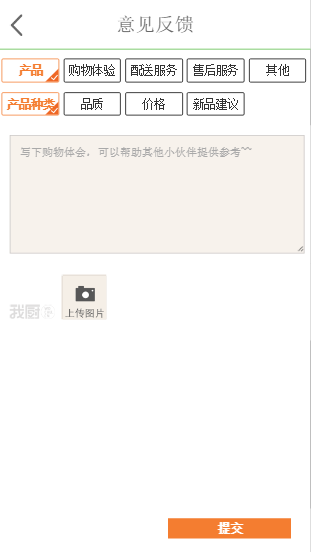 意见反馈
产品 购物体验 配送服务 售后服务 其他
产品种类 品质 价格 新品建议
写下购物体会，可以帮助其他小伙伴提供参考~~
我厨
上传图片
提交